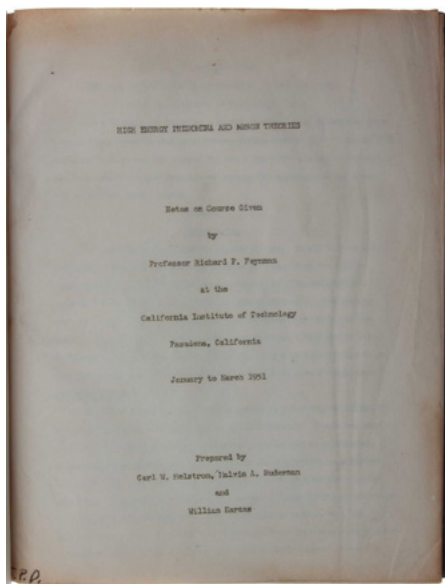 HIGH ENERGY PHENOMENA AND MESON THEORIES
Notes on Course Given
by
Professor Richard P. Feynman
at the
California Institute of Technology
Pasadena, California
January to March 1951
Prepared by
Carl W. Helstrom, Malvin A. Ruderman
and
William Karzas